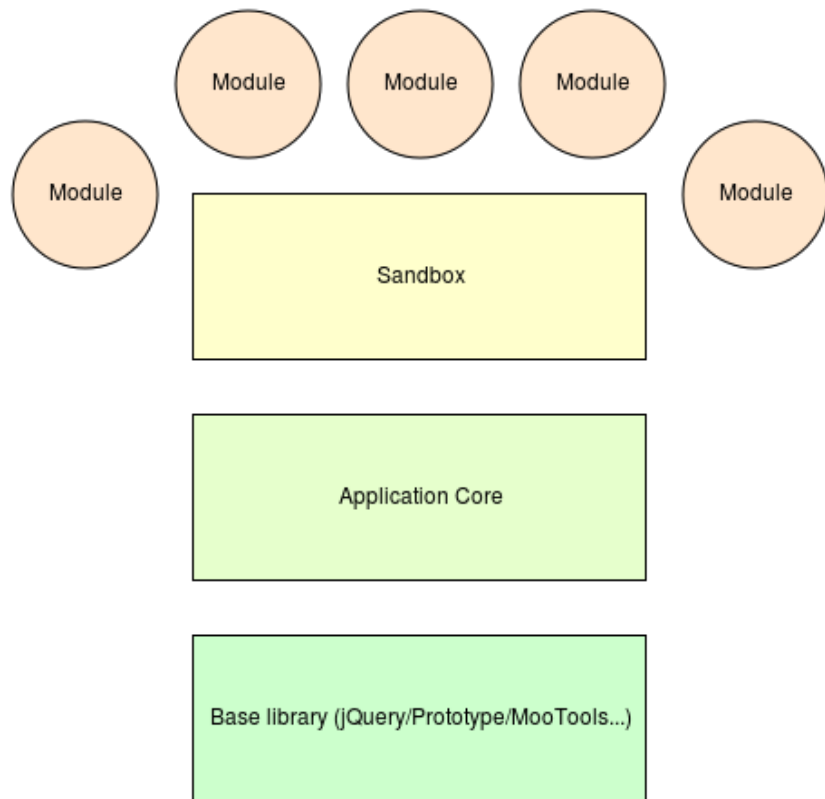 Module
Module
Module
Module
Module
Sandbox
Application Core
Base library (jQuery/Prototype/MooTools...)